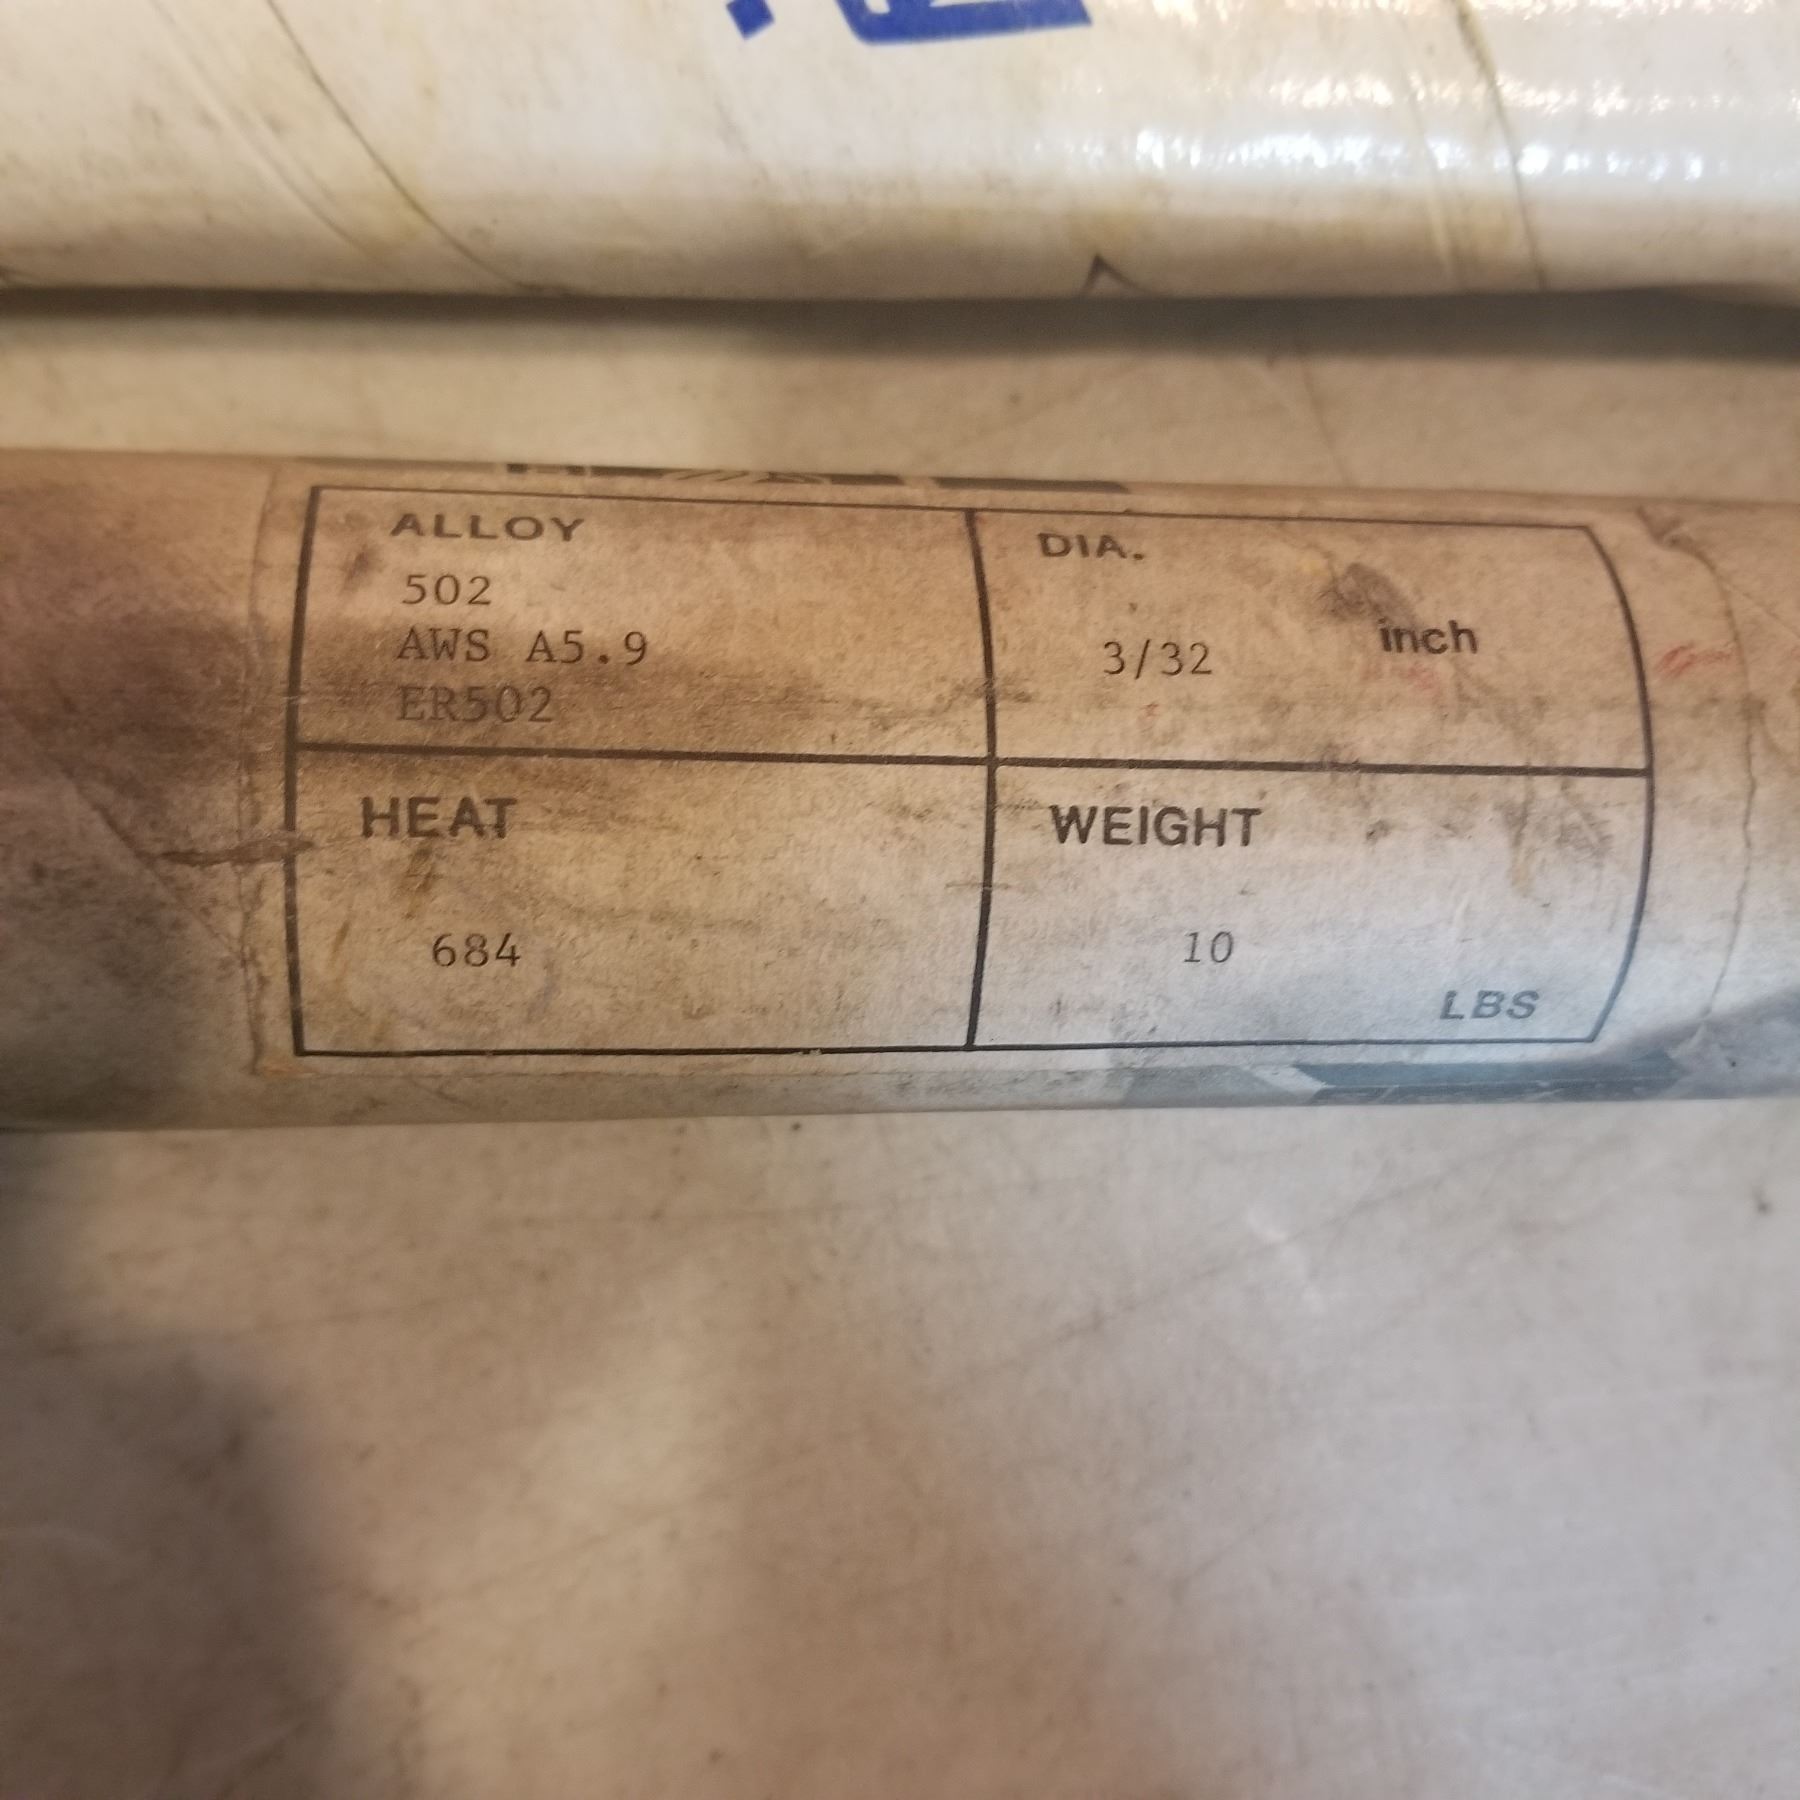 ALLOY
502
AWS A5.9
ER502
DIA.
3/32 inch
HEAT
684
WEIGHT
10
LBS